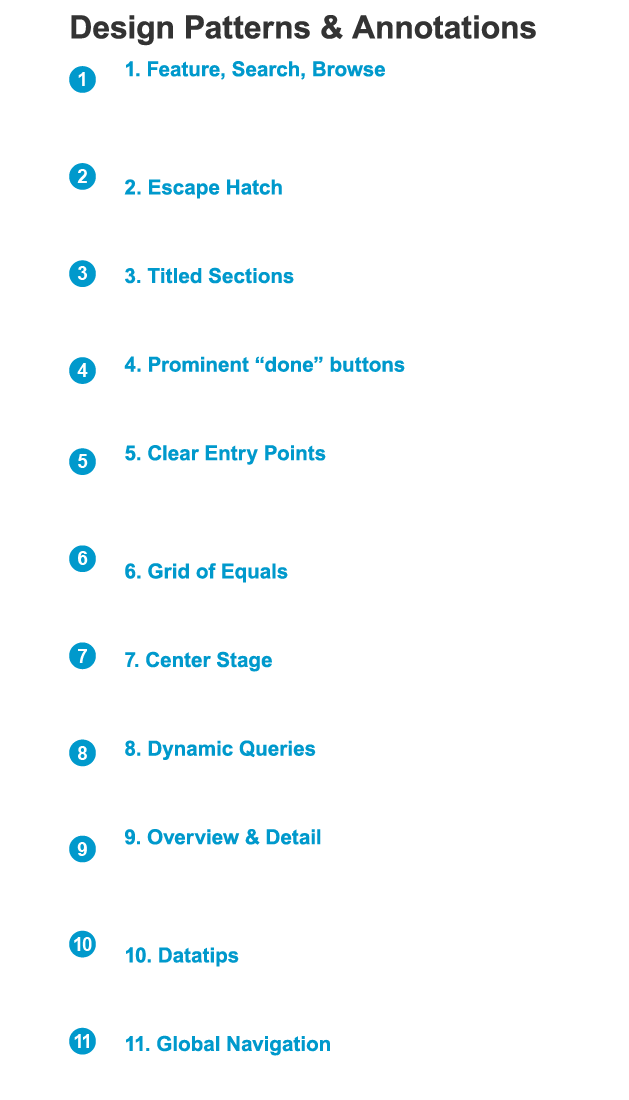 Design Patterns & Annotations
1 1. Feature, Search, Browse
2 2. Escape Hatch
3 3. Titled Sections
4 4. Prominent “done” buttons
5 5. Clear Entry Points
6 6. Grid of Equals
7 7. Center Stage
8 8. Dynamic Queries
9 9. Overview & Detail
10 10. Datatips
11 11. Global Navigation